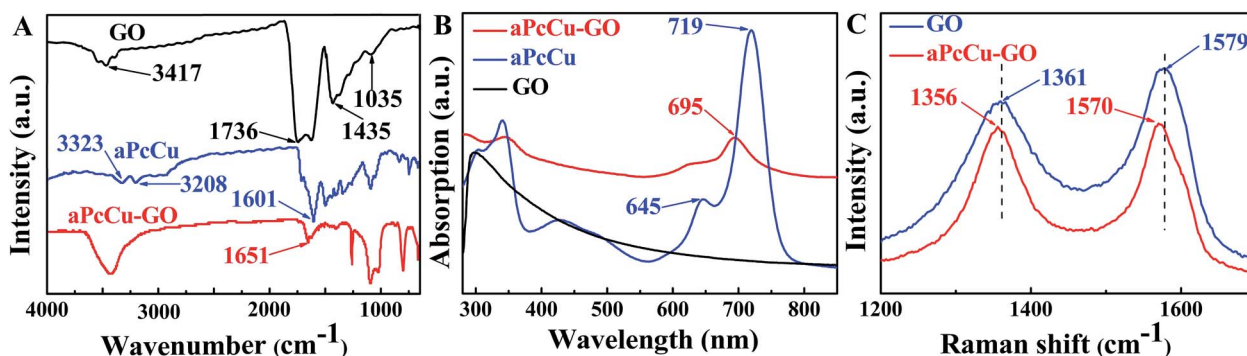 A
GO
3417
1035
1435
1736
3323
aPcCu
3208
1601
aPcCu-GO
1651
Intensity (a.u.)
4000 3000 2000 1000
Wavenumber (cm⁻¹)
B
aPcCu-GO
aPcCu
GO
719
695
645
Absorption (a.u.)
300 400 500 600 700 800
Wavelength (nm)
C
GO
aPcCu-GO
1579
1361
1356
1570
Intensity (a.u.)
1200 1400 1600
Raman shift (cm⁻¹)